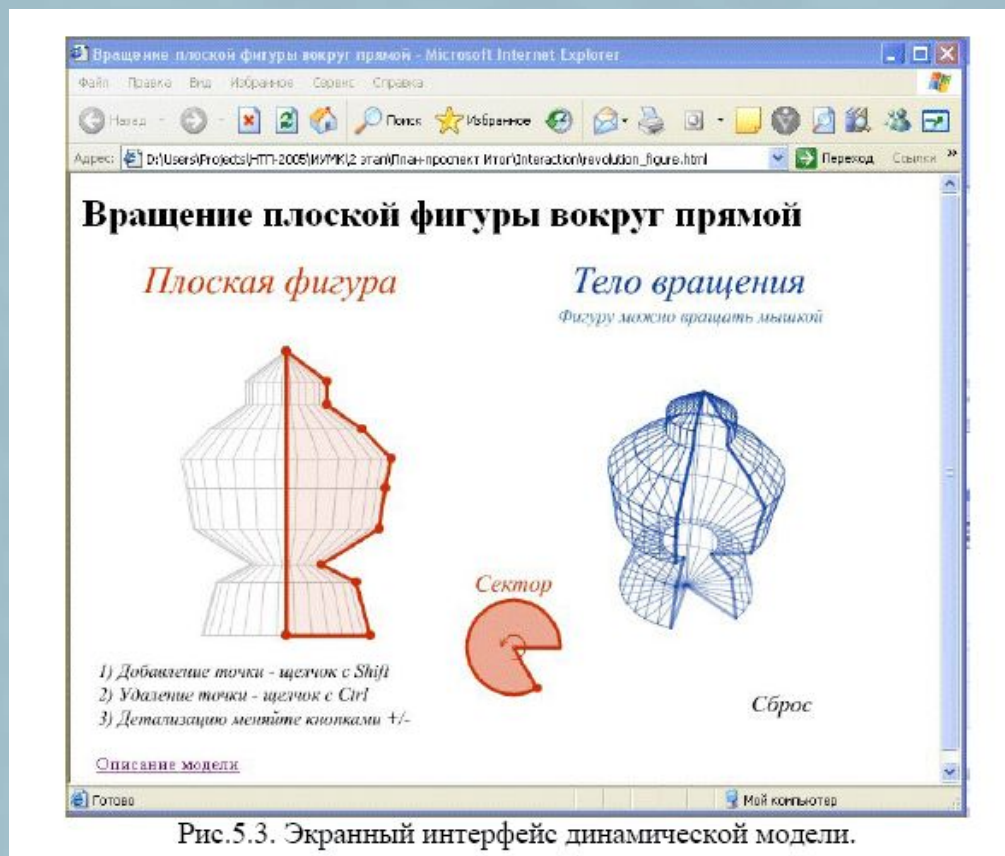 Вращение плоской фигуры вокруг прямой - Microsoft Internet Explorer
Файл Правка Вид Избранное Сервис Справка
Назад Поиск Избранное
Адрес: D:\Users\Projects\НТП-2005\ИУМК\2 этап\План-проспект Итог\Interaction\revolution_figure.html Переход Ссылки »
Вращение плоской фигуры вокруг прямой
Плоская фигура
Тело вращения
Фигуру можно вращать мышкой
Сектор
1) Добавление точки - щелчок с Shift
2) Удаление точки - щелчок с Ctrl
3) Детализацию меняйте кнопками +/-
Сброс
Описание модели
Готово Мой компьютер
Рис.5.3. Экранный интерфейс динамической модели.